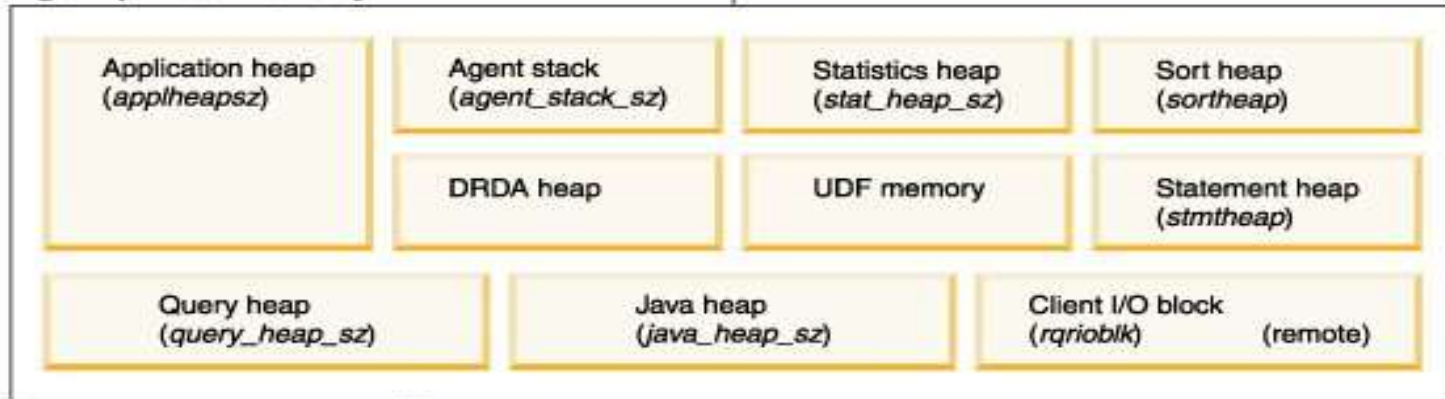 Application heap
(applheapsz)
Agent stack
(agent_stack_sz)
Statistics heap
(stat_heap_sz)
Sort heap
(sortheap)
DRDA heap
UDF memory
Statement heap
(stmtheap)
Query heap
(query_heap_sz)
Java heap
(java_heap_sz)
Client I/O block
(rqrioblk) (remote)